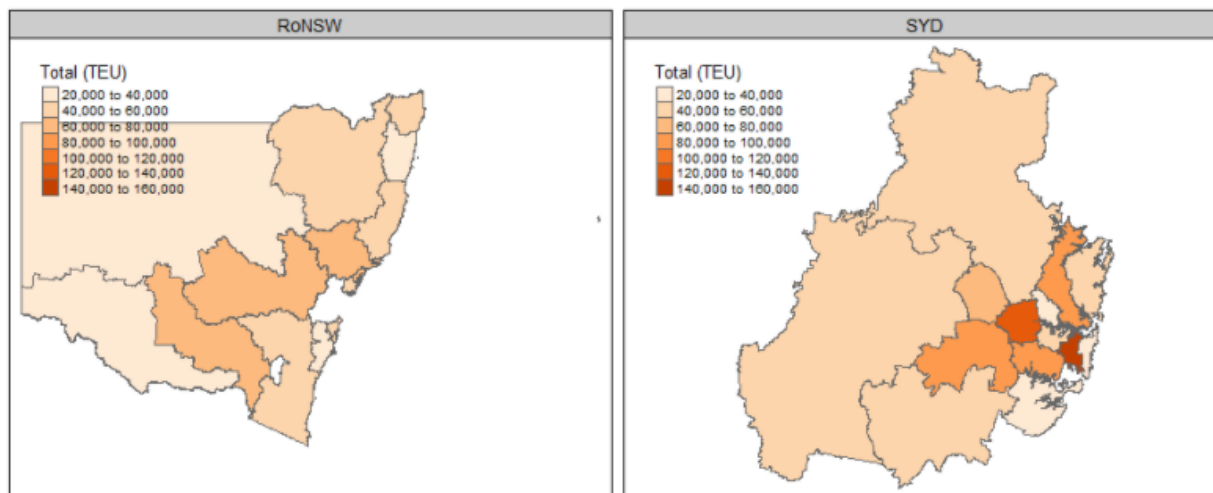 RoNSW
Total (TEU)
20,000 to 40,000
40,000 to 60,000
60,000 to 80,000
80,000 to 100,000
100,000 to 120,000
120,000 to 140,000
140,000 to 160,000
SYD
Total (TEU)
20,000 to 40,000
40,000 to 60,000
60,000 to 80,000
80,000 to 100,000
100,000 to 120,000
120,000 to 140,000
140,000 to 160,000